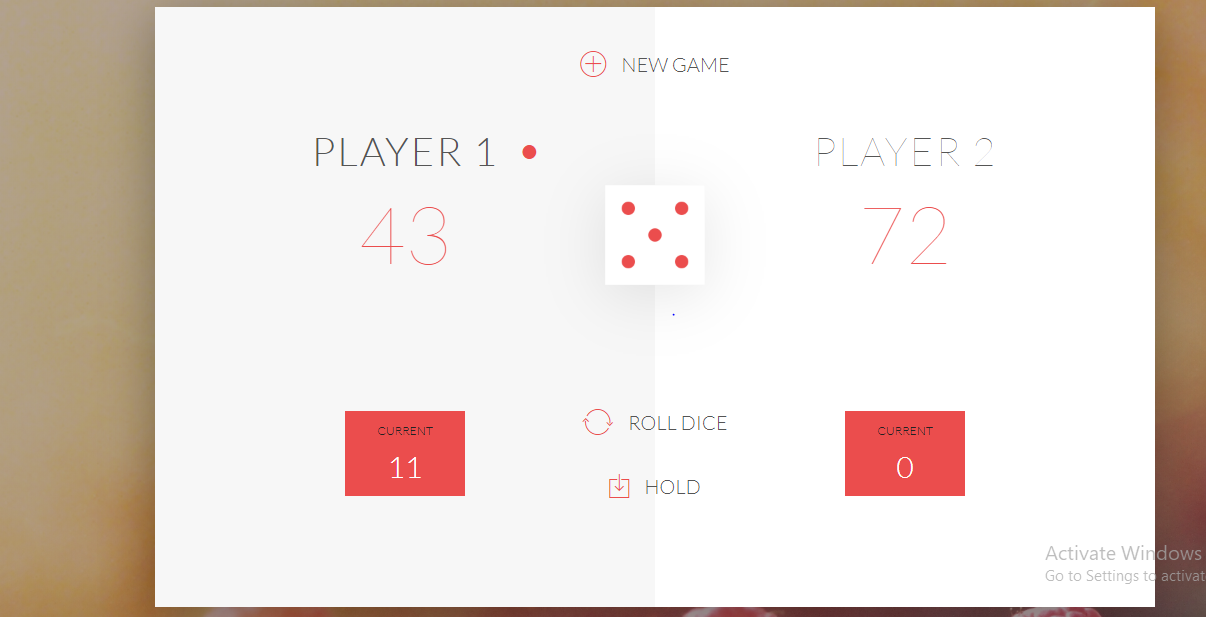 NEW GAME
PLAYER 1
43
PLAYER 2
72
CURRENT
11
ROLL DICE
HOLD
CURRENT
0
Activate Windows
Go to Settings to activat